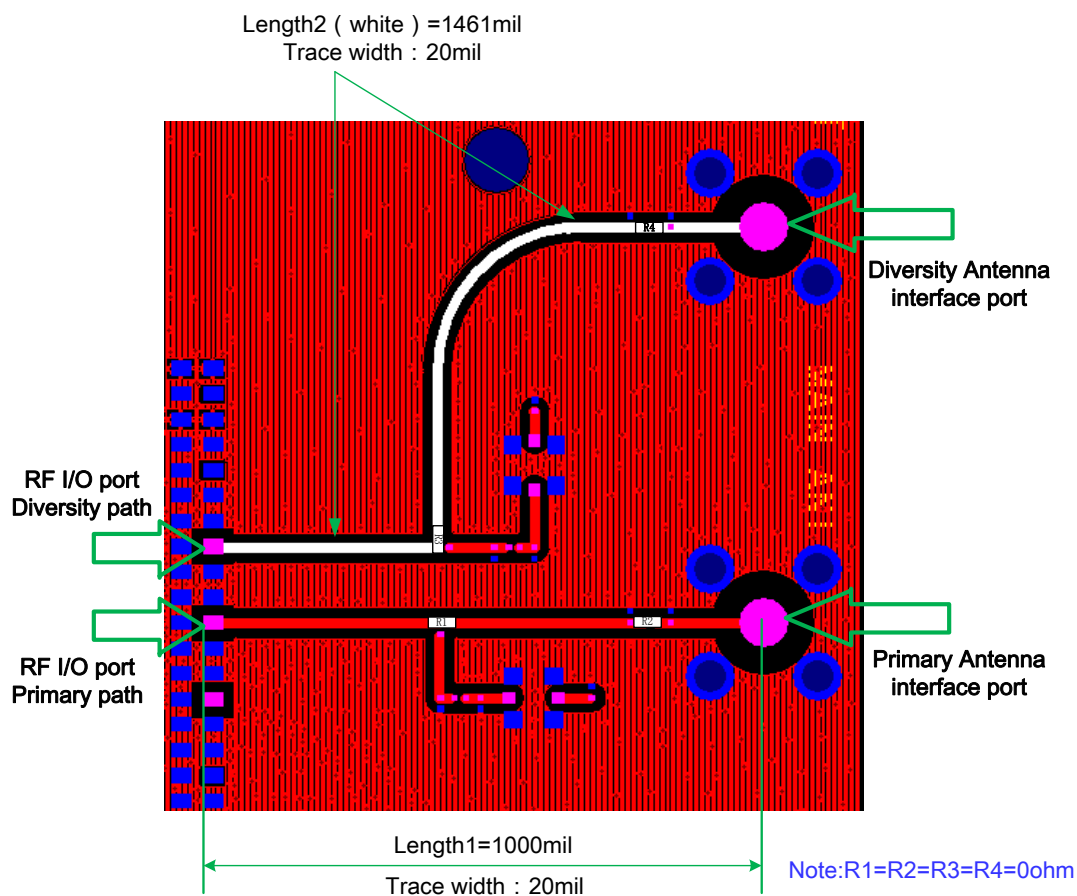 Length2 ( white ) =1461mil
Trace width : 20mil
R4
Diversity Antenna
interface port
RF I/O port
Diversity path
R3
R1
R2
RF I/O port
Primary path
Primary Antenna
interface port
Length1=1000mil
Trace width : 20mil
Note:R1=R2=R3=R4=0ohm